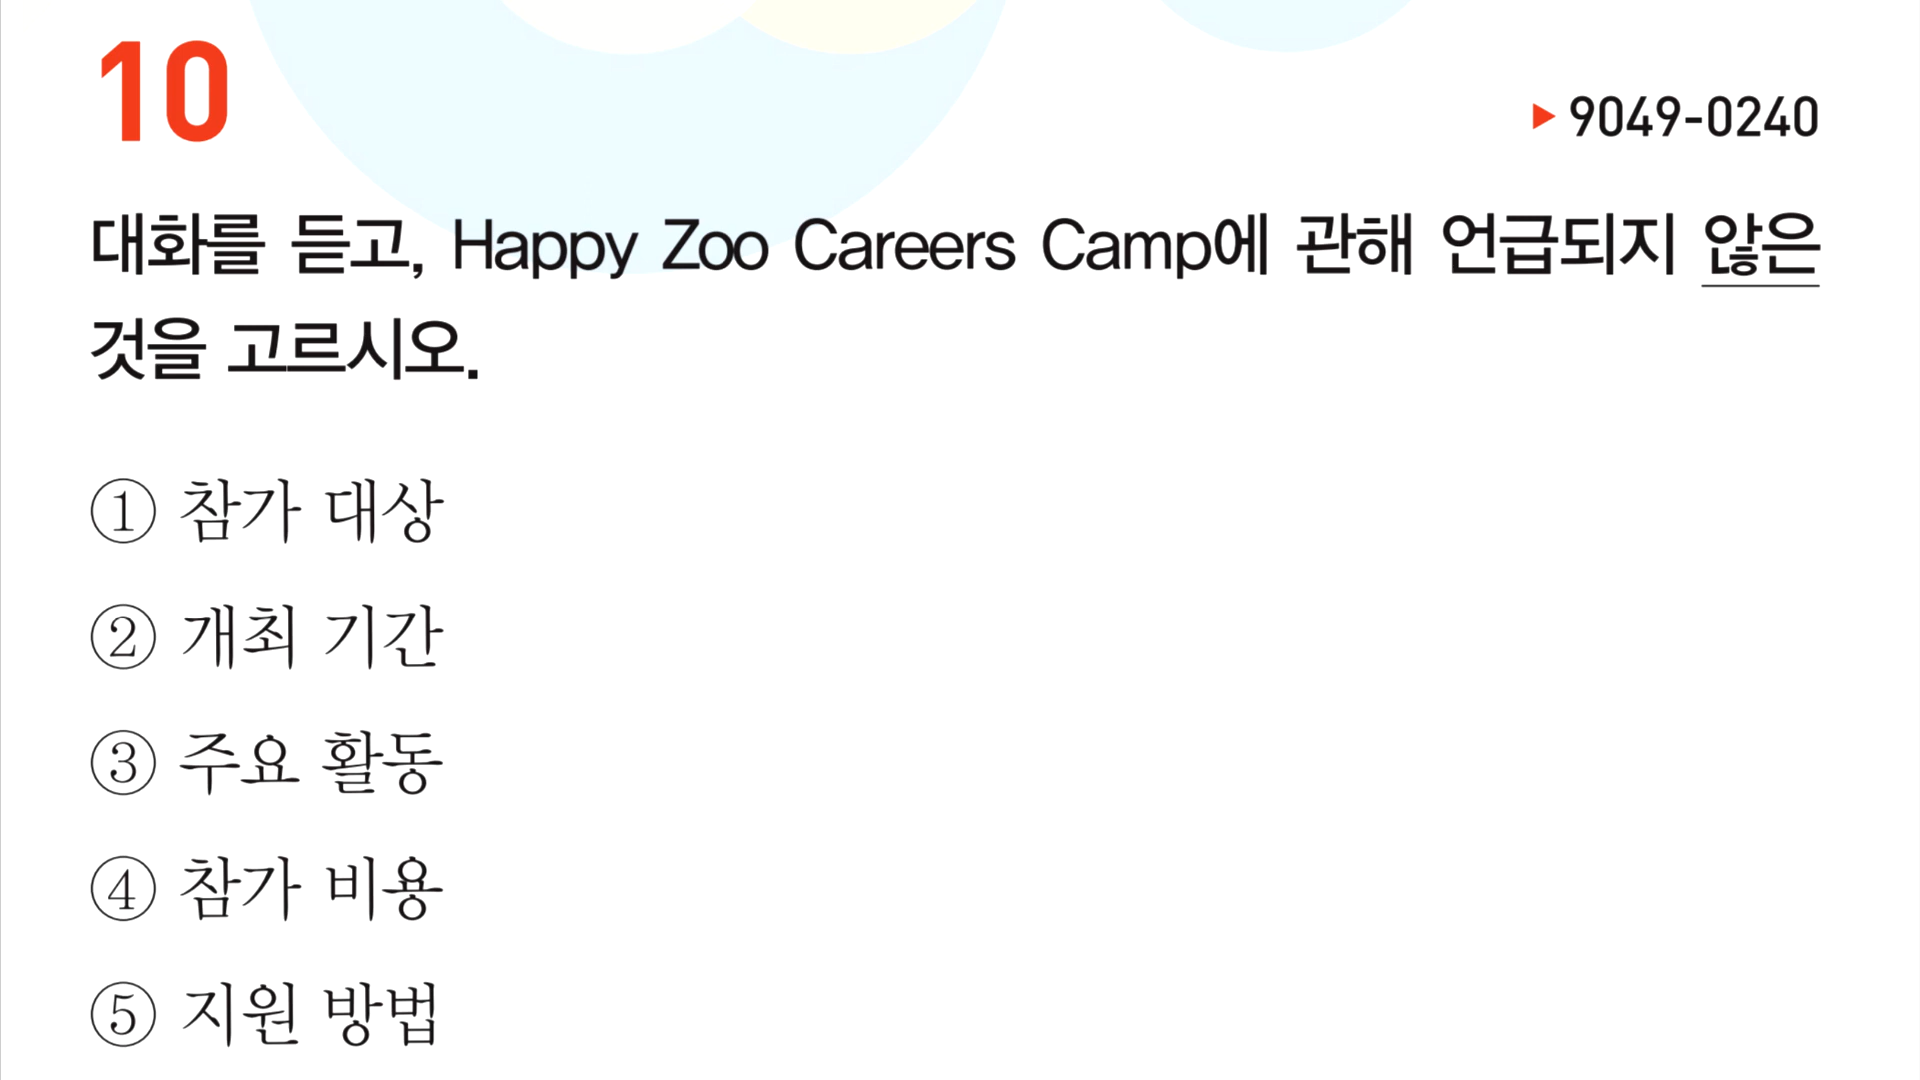 10
▶ 9049-0240
대화를 듣고, Happy Zoo Careers Camp에 관해 언급되지 않은
것을 고르시오.
① 참가 대상
② 개최 기간
③ 주요 활동
④ 참가 비용
⑤ 지원 방법